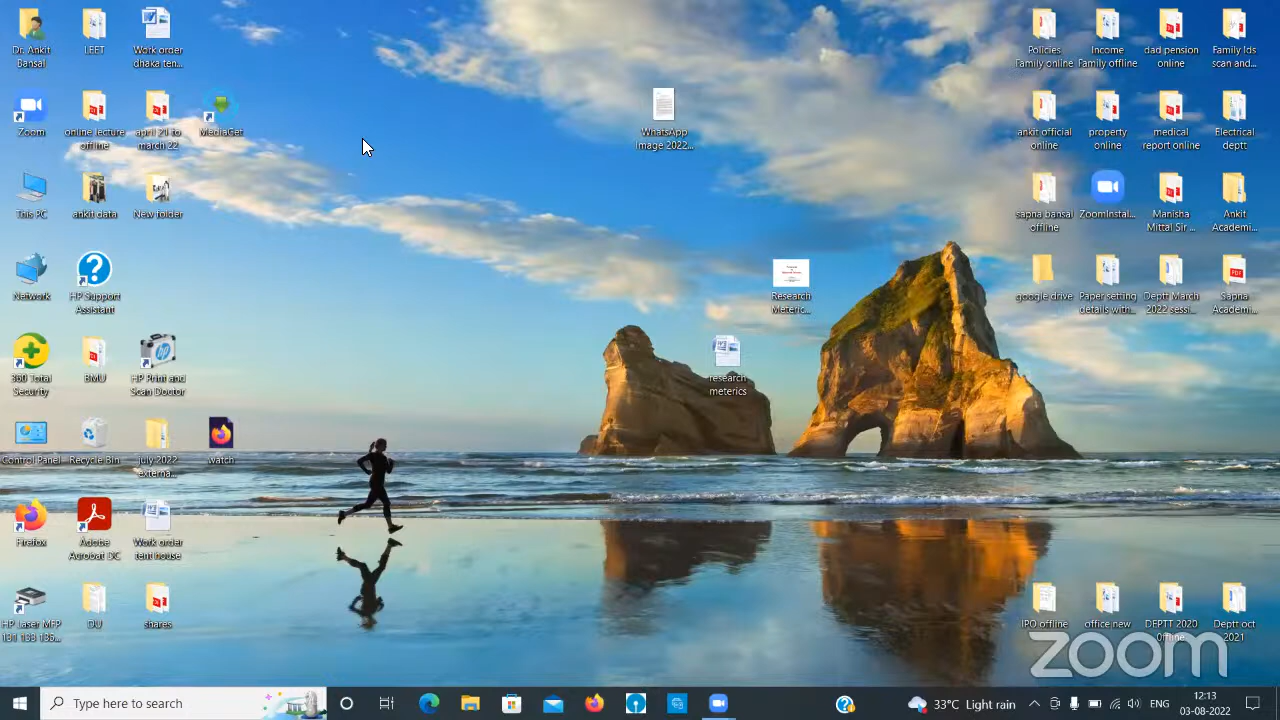 Dr. Ankit
Bansal
LEET
Work order
dhaka ten...
Policies
Family online
Income
Family offline
dad pension
online
Family Ids
scan and...
Zoom
online lecture
offline
april 21 to
march 22
MediaGet
WhatsApp
Image 2022...
ankit official
online
property
online
medical
report online
Electrical
deptt
This PC
ankit data
New folder
sapna bansal
offline
ZoomInstal...
Manisha
Mittal Sir ...
Ankit
Academi...
Network
HP Support
Assistant
Research
Meteric...
google drive
Paper setting
details with...
Deptt March
2022 sessi...
Sapna
Academi...
360 Total
Security
BMU
HP Print and
Scan Doctor
research
meterics
Control Panel
Recycle Bin
july 2022
externa...
watch
Firefox
Adobe
Acrobat DC
Work order
tent house
HP Laser MFP
131 133 135...
DU
shares
IPO offline
office new
DEPTT 2020
Offline
Deptt oct
2021
zoom
Type here to search
33°C Light rain
ENG
12:13
03-08-2022